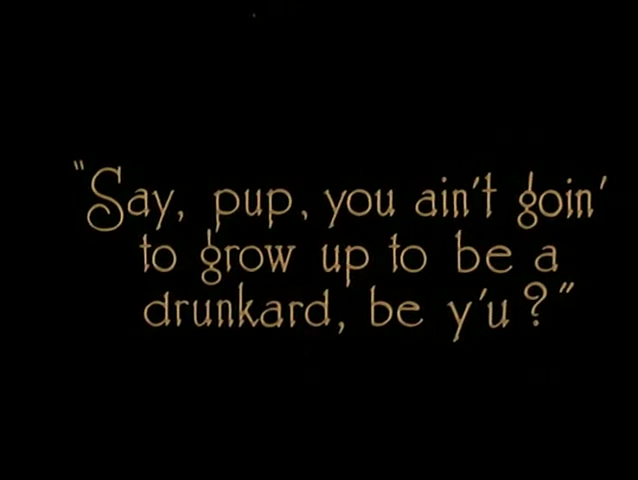 "Say, pup, you ain't goin'
to grow up to be a
drunkard, be y'u?"